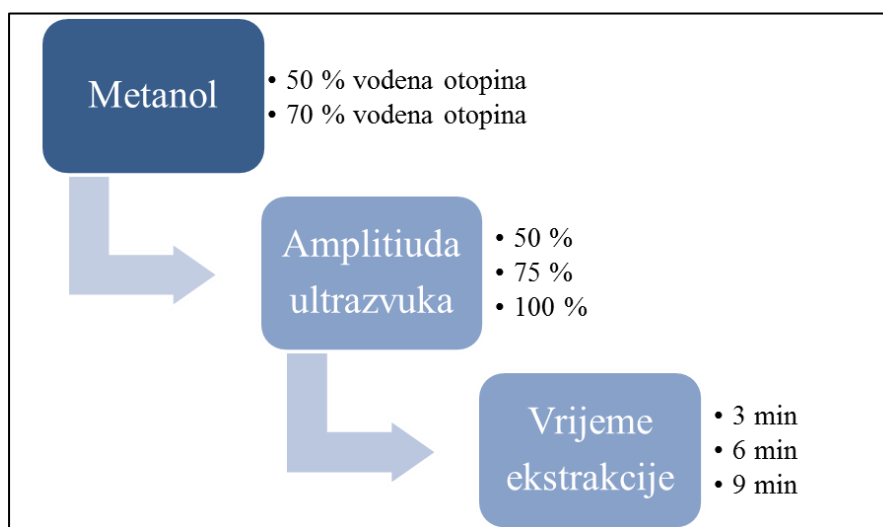 Metanol
• 50 % vodena otopina
• 70 % vodena otopina
Amplitiuda
ultrazvuka
• 50 %
• 75 %
• 100 %
Vrijeme
ekstrakcije
• 3 min
• 6 min
• 9 min